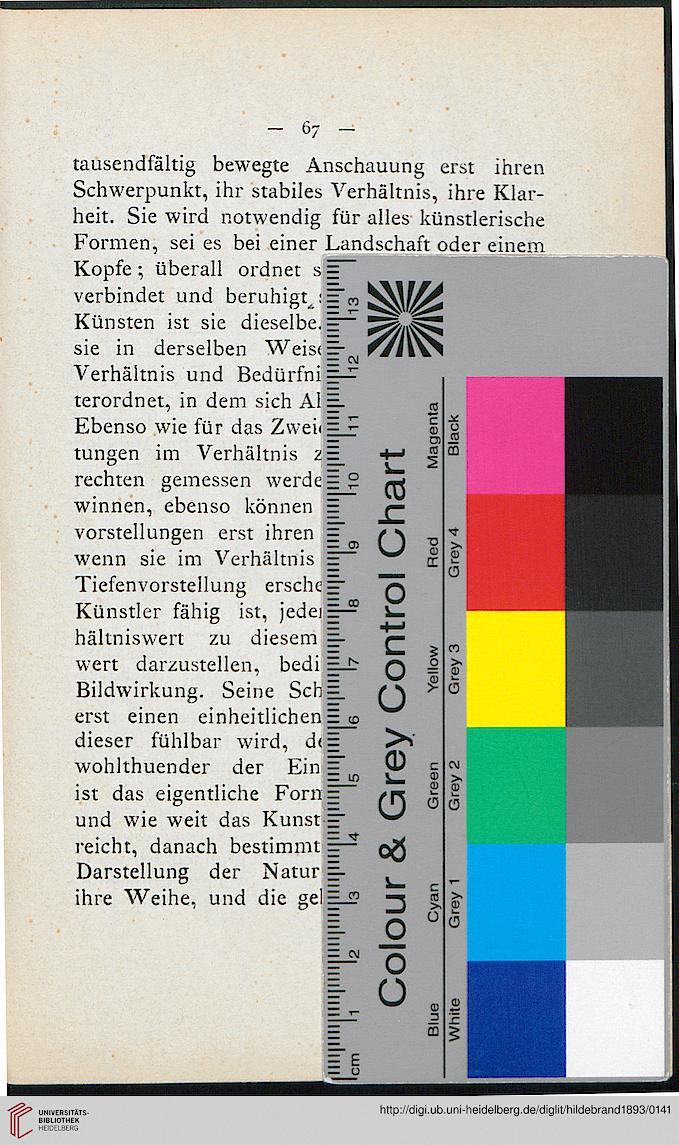 — 67 —
tausendfältig bewegte Anschauung erst ihren
Schwerpunkt, ihr stabiles Verhältnis, ihre Klar-
heit. Sie wird notwendig für alles künstlerische
Formen, sei es bei einer Landschaft oder einem
Kopfe; überall ordnet
verbindet und beruhigt,
Künsten ist sie dieselbe.
sie in derselben
Verhältnis und
terordnet, in dem sich
Ebenso wie für das
tungen im Verhältnis
rechten gemessen
winnen, ebenso können
vorstellungen erst ihren
wenn sie im Verhältnis
Tiefenvorstellung
Künstler fähig ist,
hältniswert zu diesem
wert darzustellen,
Bildwirkung. Seine
erst einen einheitlichen
dieser fühlbar wird,
wohlthuender der
ist das eigentliche
und wie weit das
reicht, danach bestimmt
Darstellung der Natur
ihre Weihe, und die
Colour & Grey Control Chart
Blue Cyan Green Yellow Red Magenta
White Grey 1 Grey 2 Grey 3 Grey 4 Black
cm 1 2 3 4 5 6 7 8 9 10 11 12 13
UNIVERSITÄTS-
BIBLIOTHEK
HEIDELBERG
http://digi.ub.uni-heidelberg.de/diglit/hildebrand1893/0141